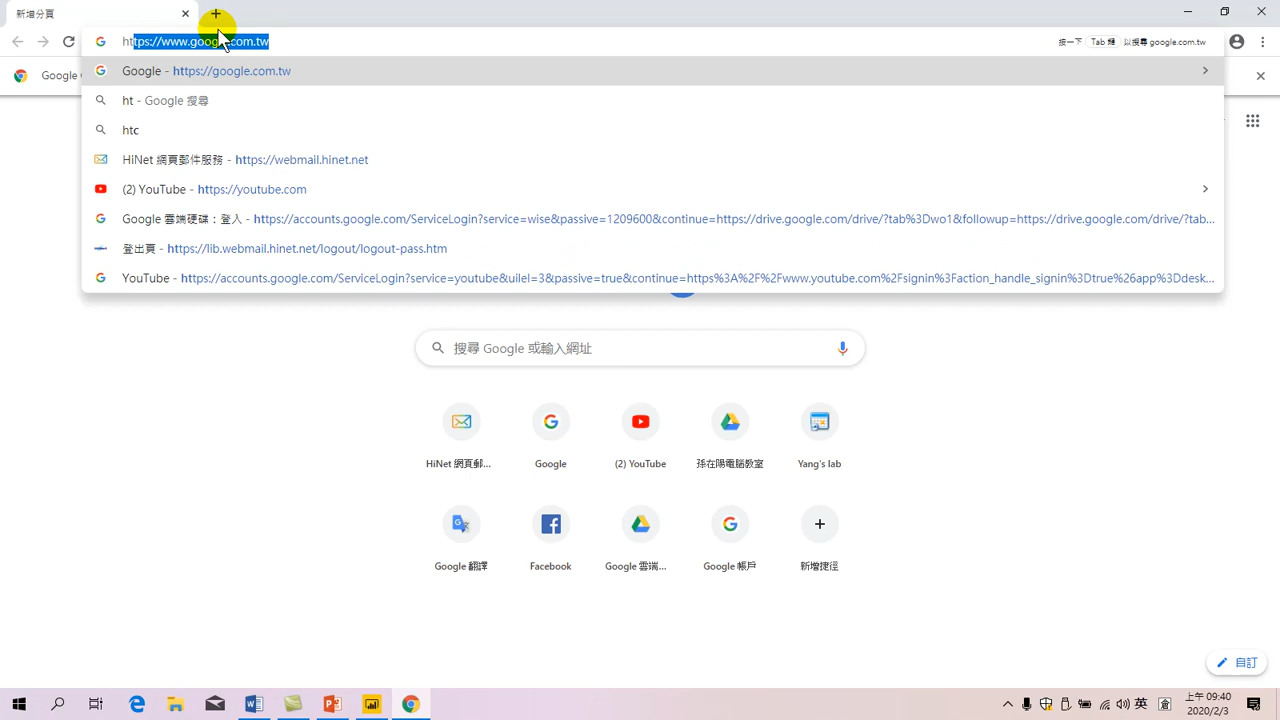 新增分頁
https://www.google.com.tw
按一下 Tab 鍵 以搜尋 google.com.tw
Google
Google - https://google.com.tw
ht - Google 搜尋
htc
HiNet 網頁郵件服務 - https://webmail.hinet.net
(2) YouTube - https://youtube.com
Google 雲端硬碟：登入 - https://accounts.google.com/ServiceLogin?service=wise&passive=1209600&continue=https://drive.google.com/drive/?tab%3Dwo1&followup=https://drive.google.com/drive/?tab...
登出頁 - https://lib.webmail.hinet.net/logout/logout-pass.htm
YouTube - https://accounts.google.com/ServiceLogin?service=youtube&uilel=3&passive=true&continue=https%3A%2F%2Fwww.youtube.com%2Fsignin%3Faction_handle_signin%3Dtrue%26app%3Ddesk...
搜尋 Google 或輸入網址
HiNet 網頁郵...
Google
(2) YouTube
孫在陽電腦教室
Yang's lab
Google 翻譯
Facebook
Google 雲端...
Google 帳戶
新增捷徑
自訂
英
上午 09:40
2020/2/3